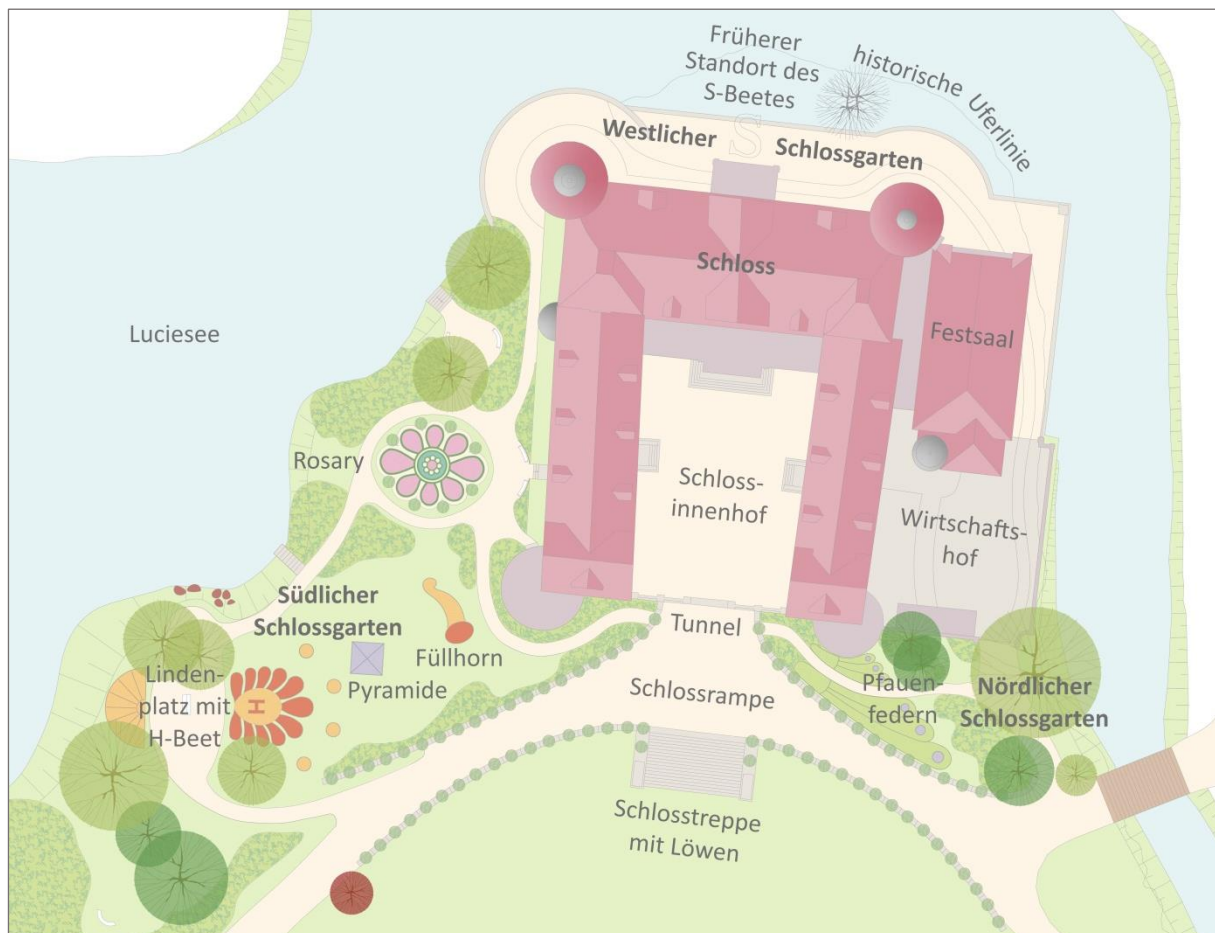 Früherer
Standort des
S-Beetes
historische
Uferlinie
S
Westlicher
Schlossgarten
Schloss
Luciesee
Festsaal
Rosary
Schloss-
innenhof
Wirtschafts-
hof
Südlicher
Schlossgarten
Füllhorn
Pyramide
Tunnel
Linden-
platz mit
H-Beet
H
Schlossrampe
Pfauen-
federn
Nördlicher
Schlossgarten
Schlosstreppe
mit Löwen